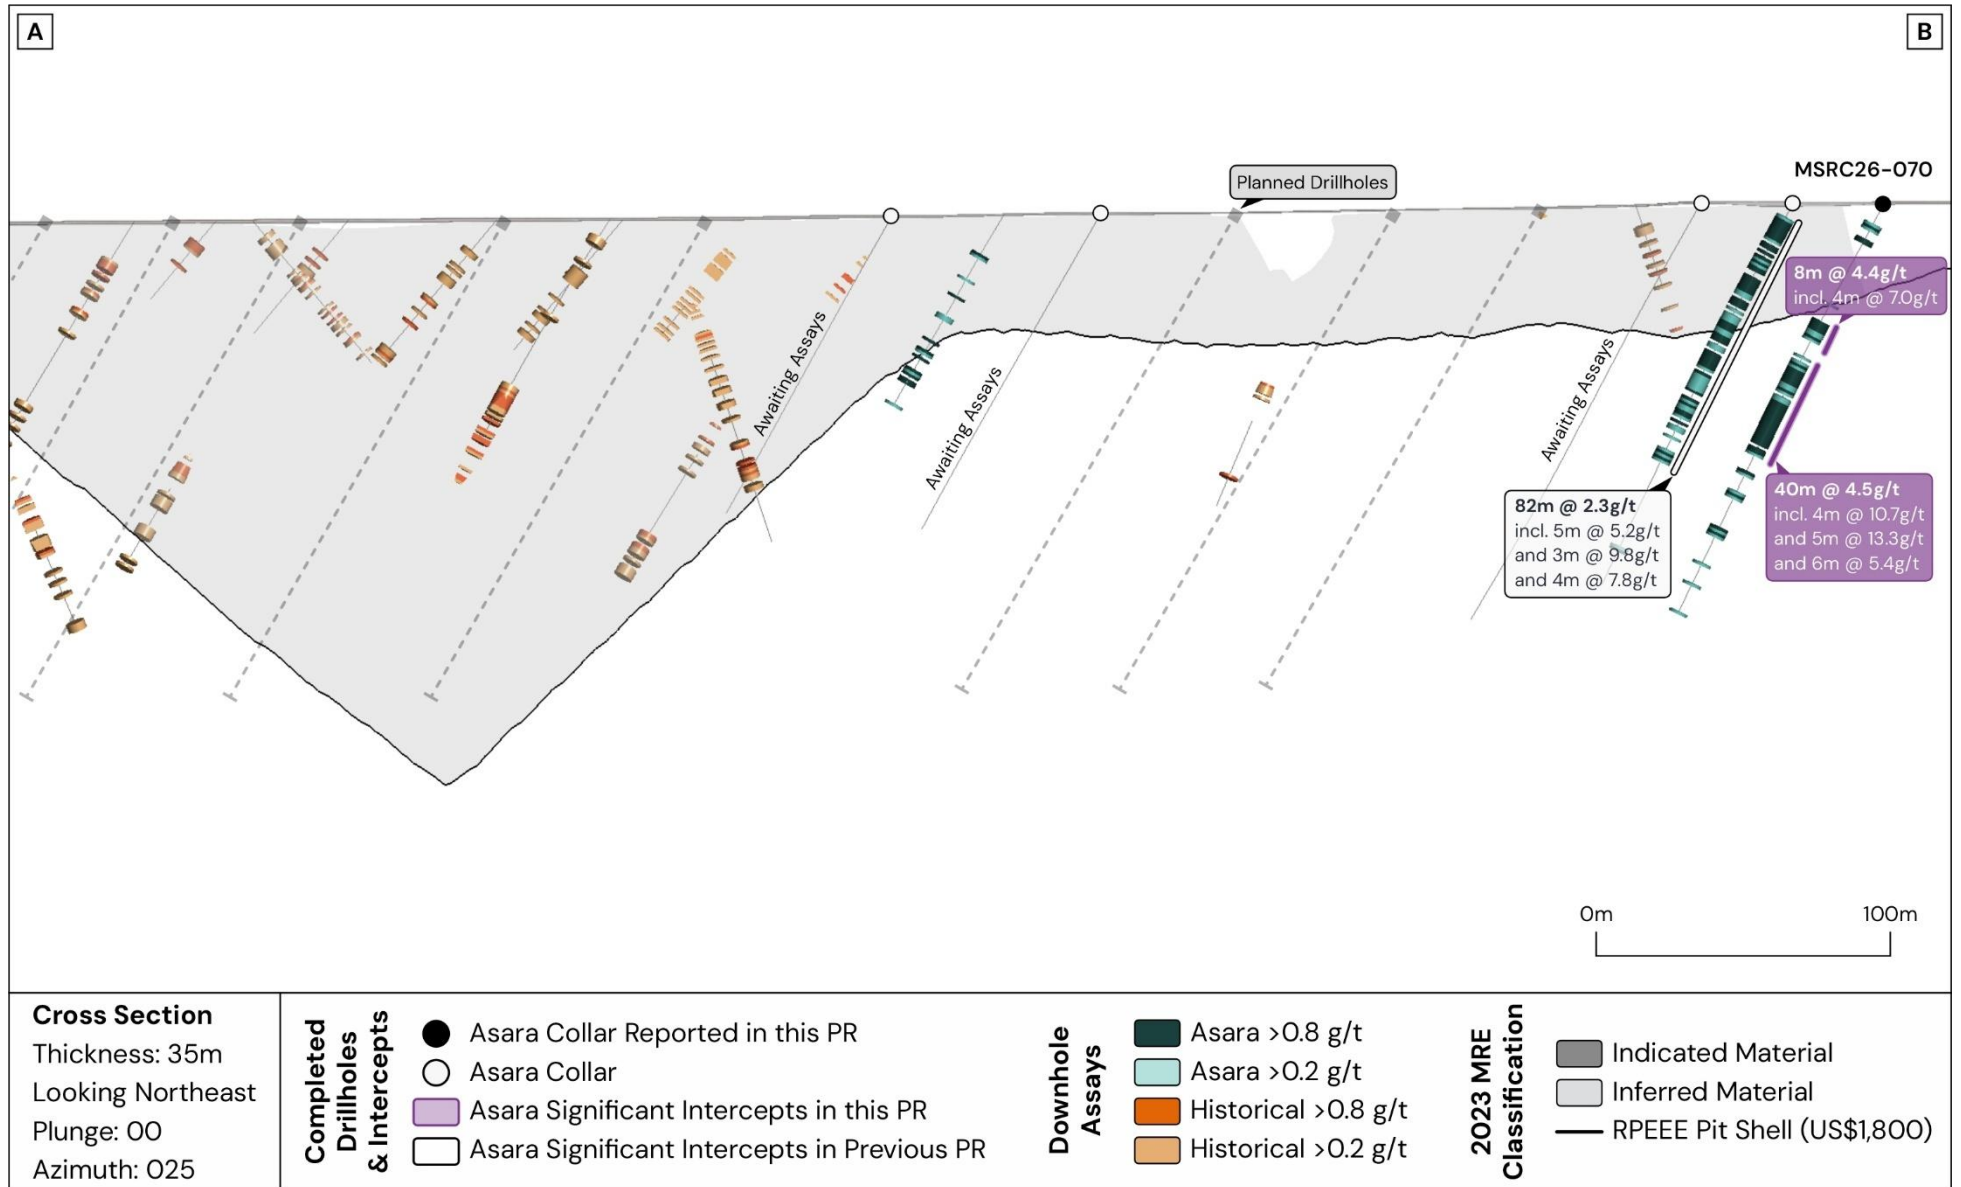 A
B
MSRC26-070
Planned Drillholes
8m @ 4.4g/t
incl. 4m @ 7.0g/t
Awaiting Assays
Awaiting Assays
Awaiting Assays
82m @ 2.3g/t
incl. 5m @ 5.2g/t
and 3m @ 9.8g/t
and 4m @ 7.8g/t
40m @ 4.5g/t
incl. 4m @ 10.7g/t
and 5m @ 13.3g/t
and 6m @ 5.4g/t
0m
100m
Cross Section
Thickness: 35m
Looking Northeast
Plunge: 00
Azimuth: 025
Completed
Drillholes
& Intercepts
Asara Collar Reported in this PR
Asara Collar
Asara Significant Intercepts in this PR
Asara Significant Intercepts in Previous PR
Downhole
Assays
Asara >0.8 g/t
Asara >0.2 g/t
Historical >0.8 g/t
Historical >0.2 g/t
2023 MRE
Classification
Indicated Material
Inferred Material
RPEEE Pit Shell (US$1,800)